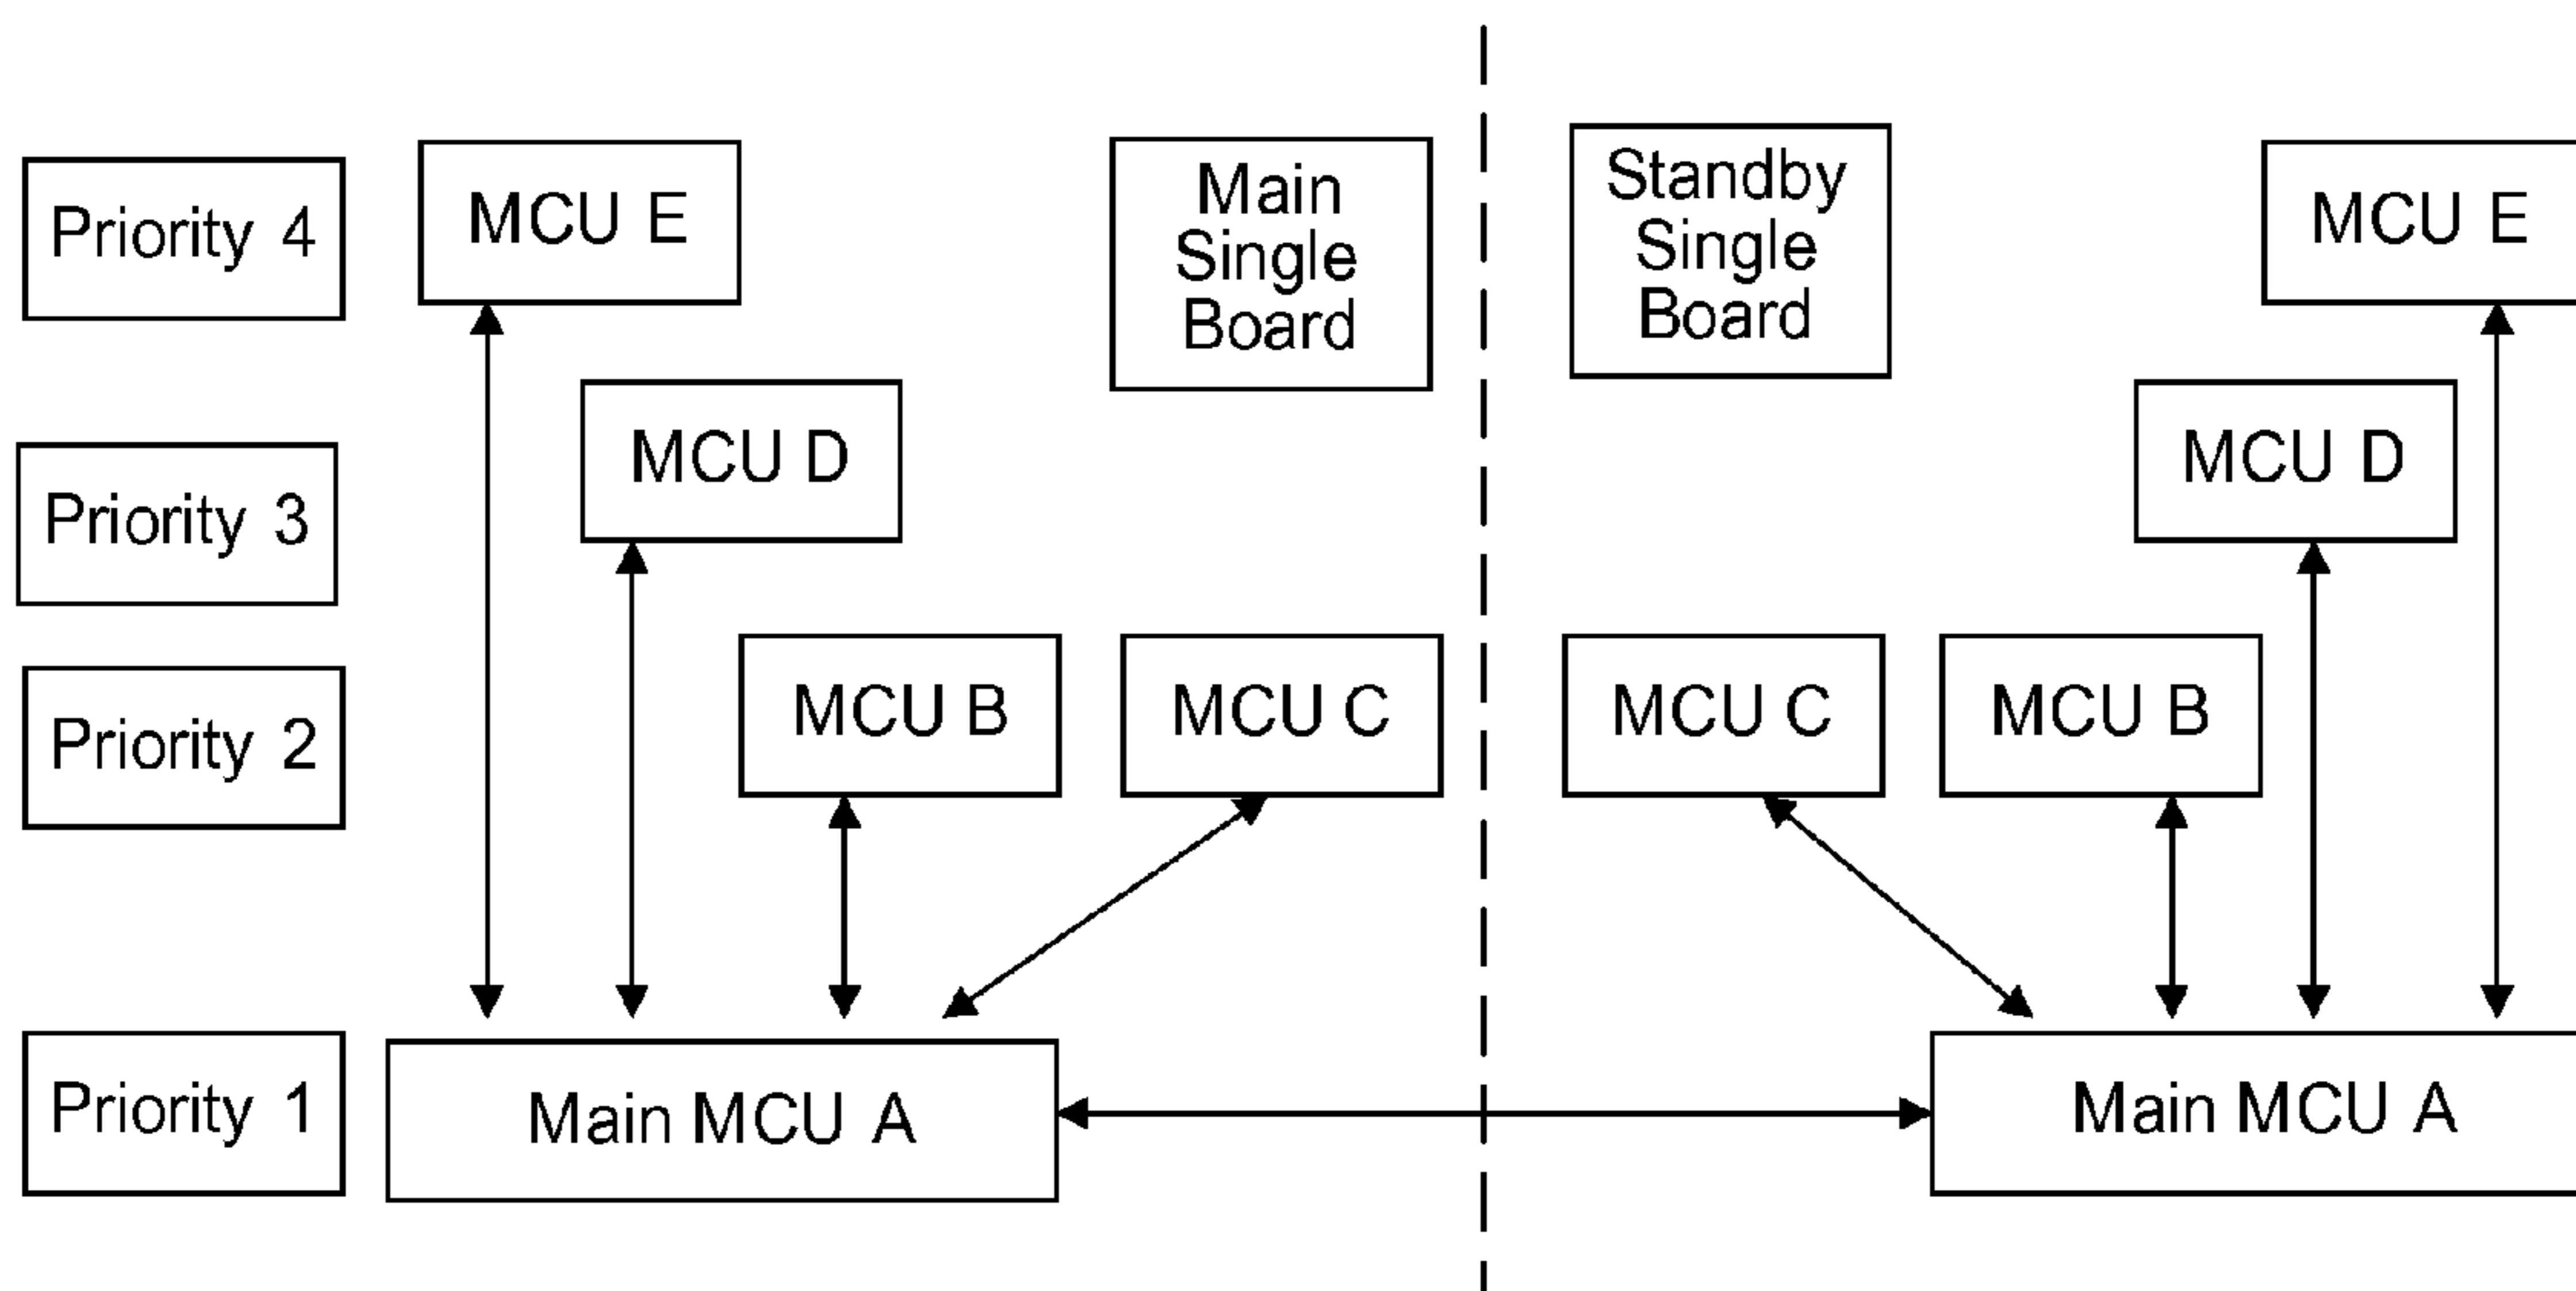 Priority 4
MCU E
Main
Single
Board
Standby
Single
Board
MCU E
Priority 3
MCU D
MCU D
Priority 2
MCU B
MCU C
MCU C
MCU B
Priority 1
Main MCU A
Main MCU A